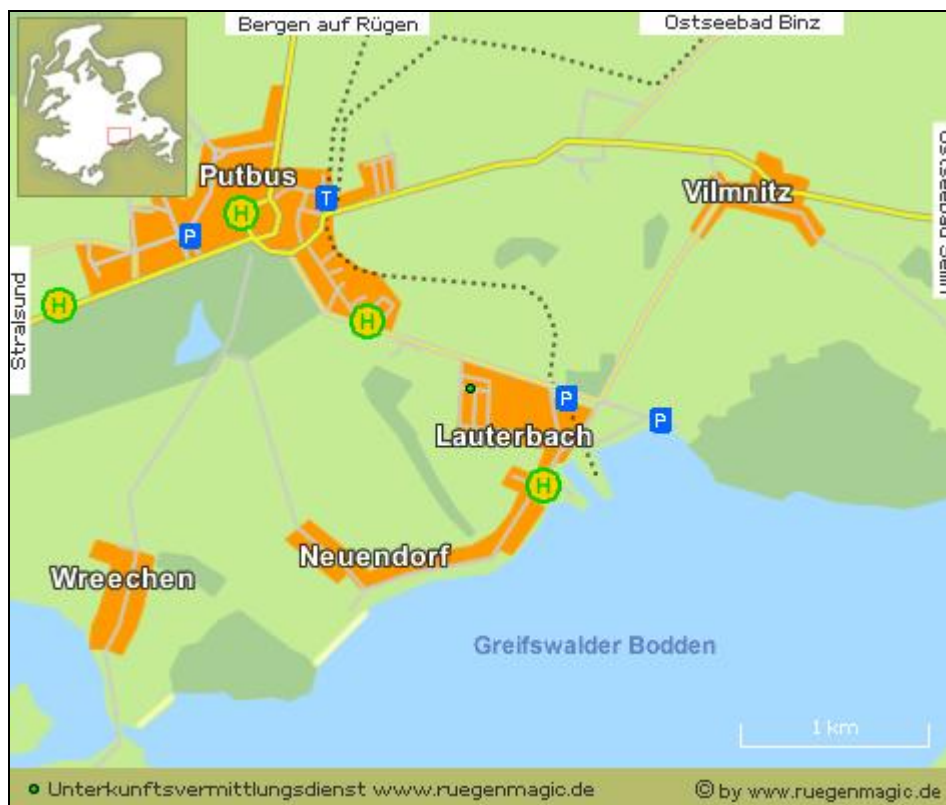 Bergen auf Rügen
Ostseebad Binz
Putbus
H
T
P
Vilmnitz
Ostseebad Sellin
Stralsund
H
H
P
P
Lauterbach
H
Neuendorf
Wreechen
Greifswalder Bodden
1 km
Unterkunftsvermittlungsdienst www.ruegenmagic.de
© by www.ruegenmagic.de